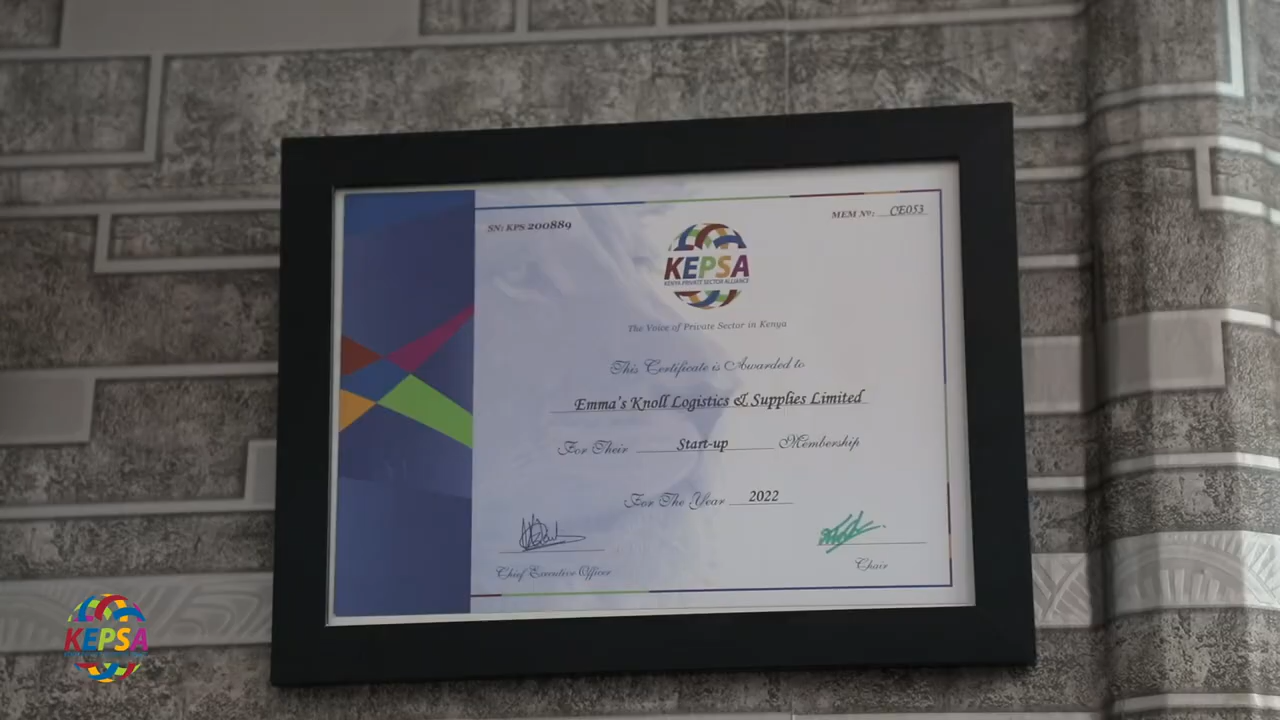 SN: KPS 200889
MEM Nº: CE053
KEPSA
KENYA PRIVATE SECTOR ALLIANCE
The Voice of Private Sector in Kenya
This Certificate is Awarded to
Emma's Knoll Logistics & Supplies Limited
For Their Start-up Membership
For The Year 2022
Chief Executive Officer
Chair
KEPSA